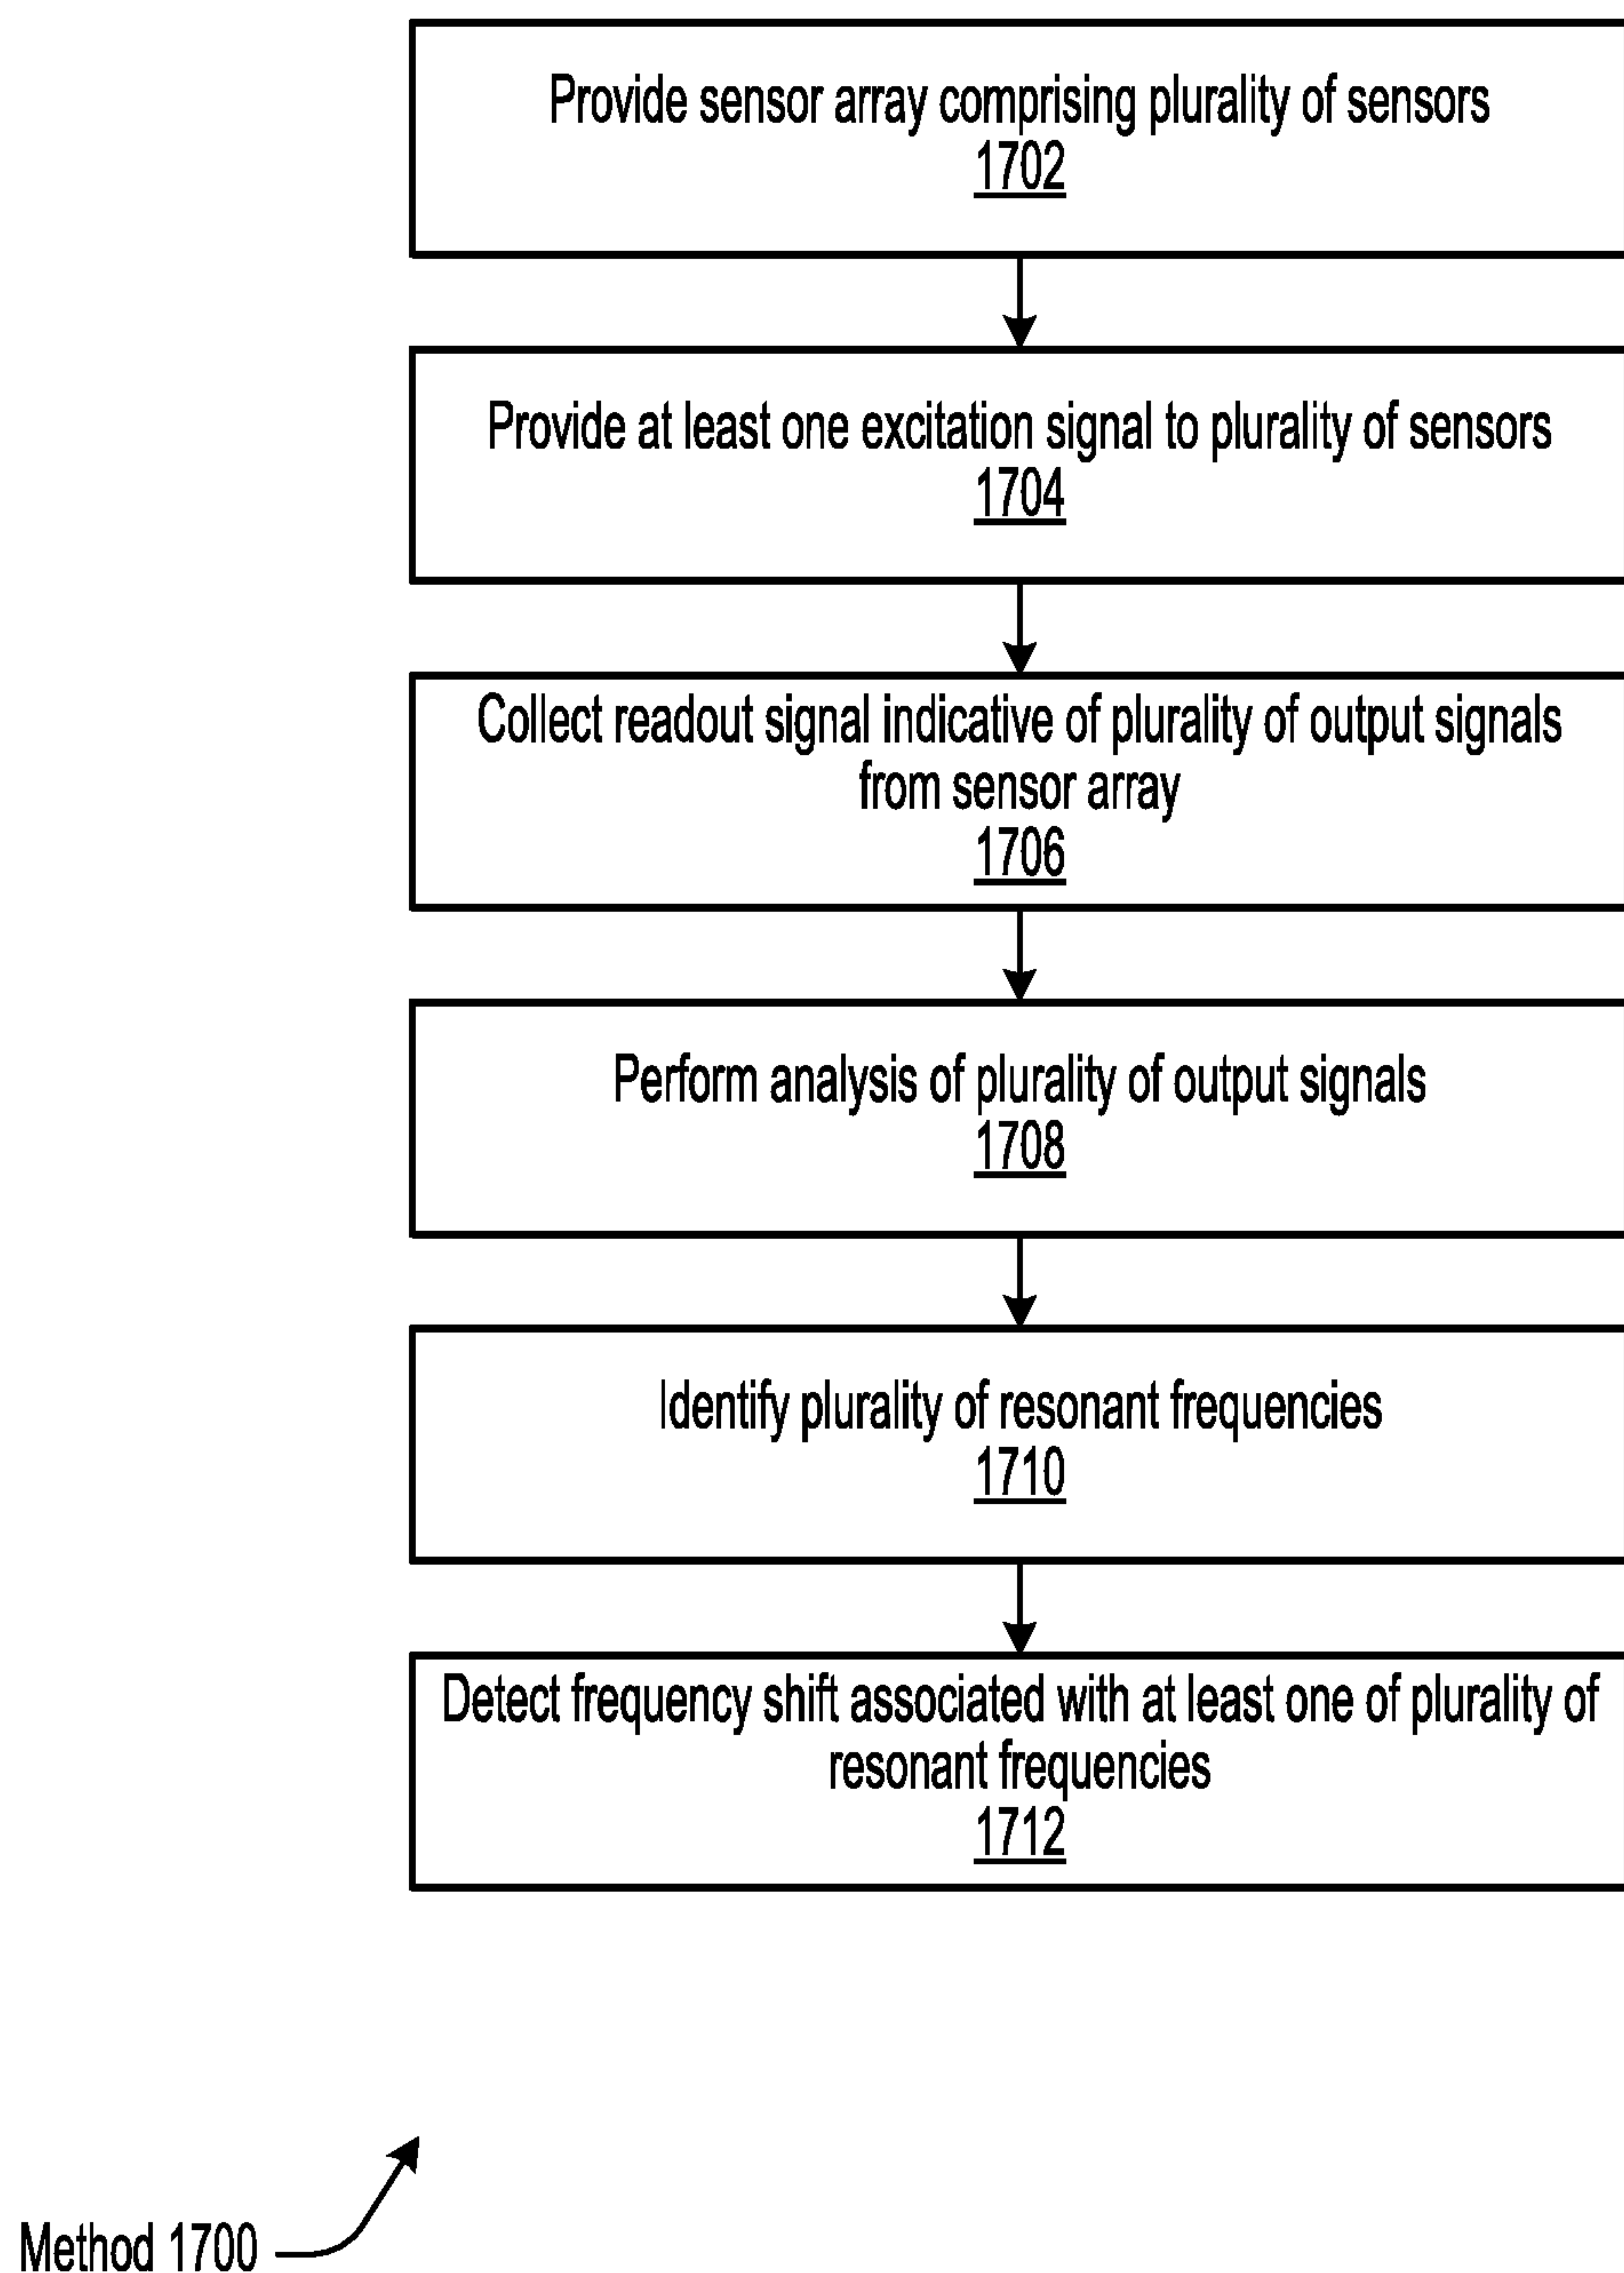 Provide sensor array comprising plurality of sensors
1702
Provide at least one excitation signal to plurality of sensors
1704
Collect readout signal indicative of plurality of output signals
from sensor array
1706
Perform analysis of plurality of output signals
1708
Identify plurality of resonant frequencies
1710
Detect frequency shift associated with at least one of plurality of
resonant frequencies
1712
Method 1700